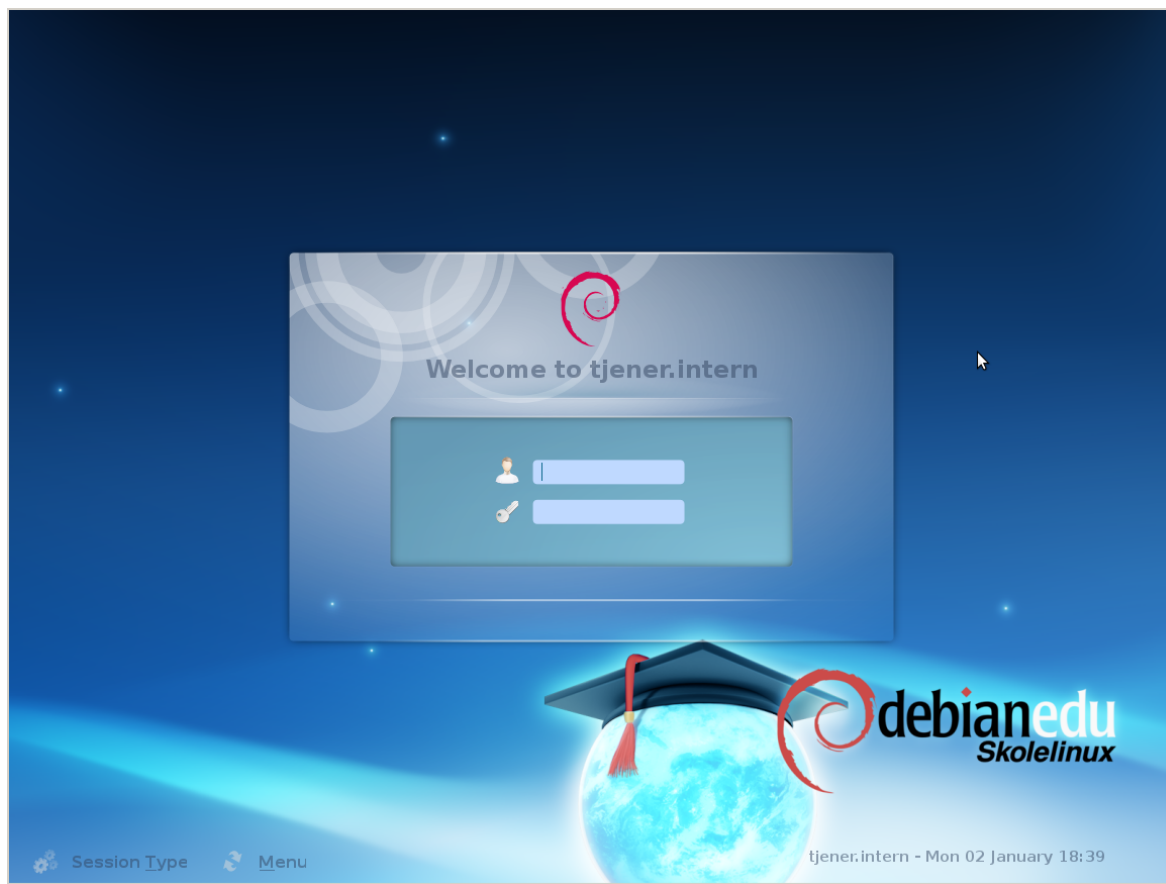 Welcome to tjener.intern
debianedu
Skolelinux
Session Type
Menu
tjener.intern - Mon 02 January 18:39